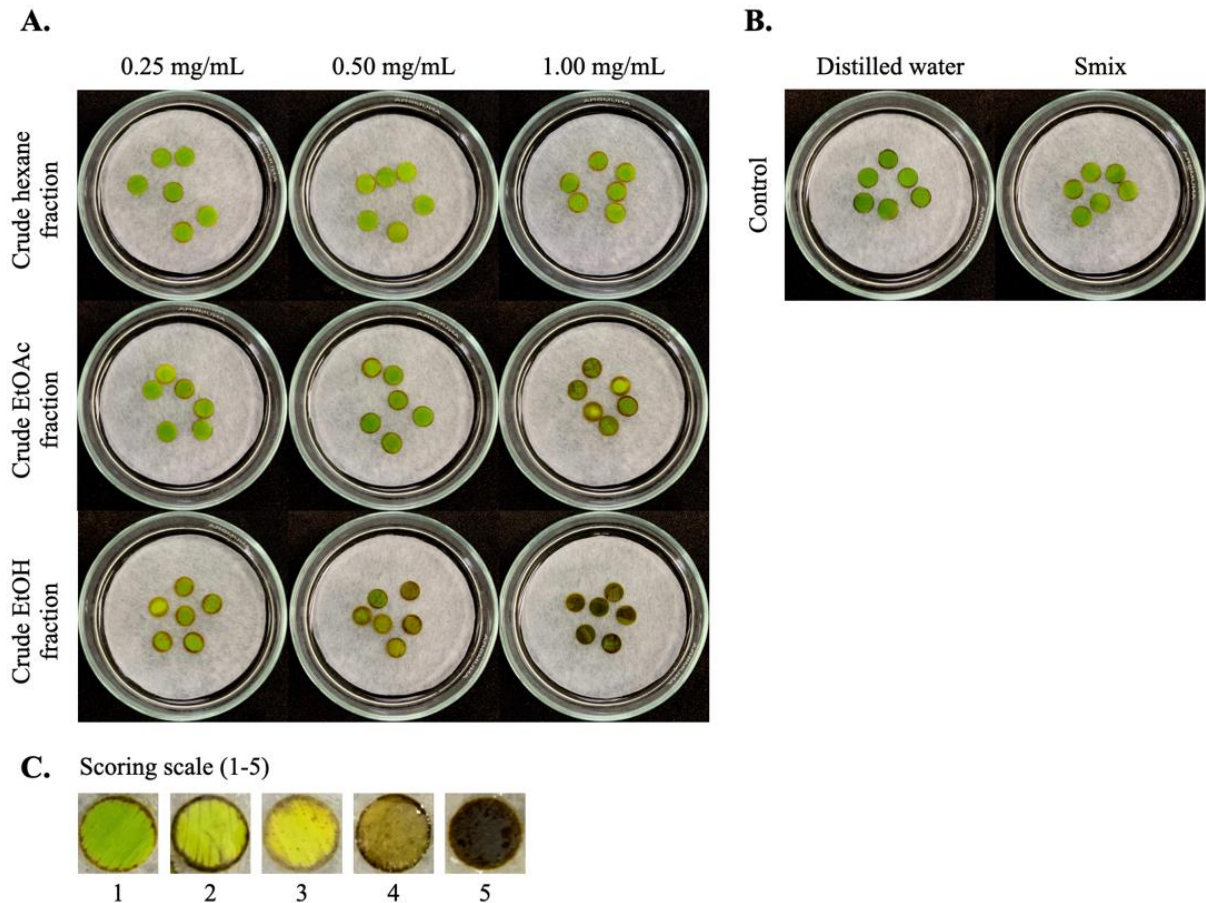 A.
0.25 mg/mL
0.50 mg/mL
1.00 mg/mL
Crude hexane
fraction
Crude EtOAc
fraction
Crude EtOH
fraction
B.
Distilled water
Smix
Control
C.
Scoring scale (1-5)
1
2
3
4
5